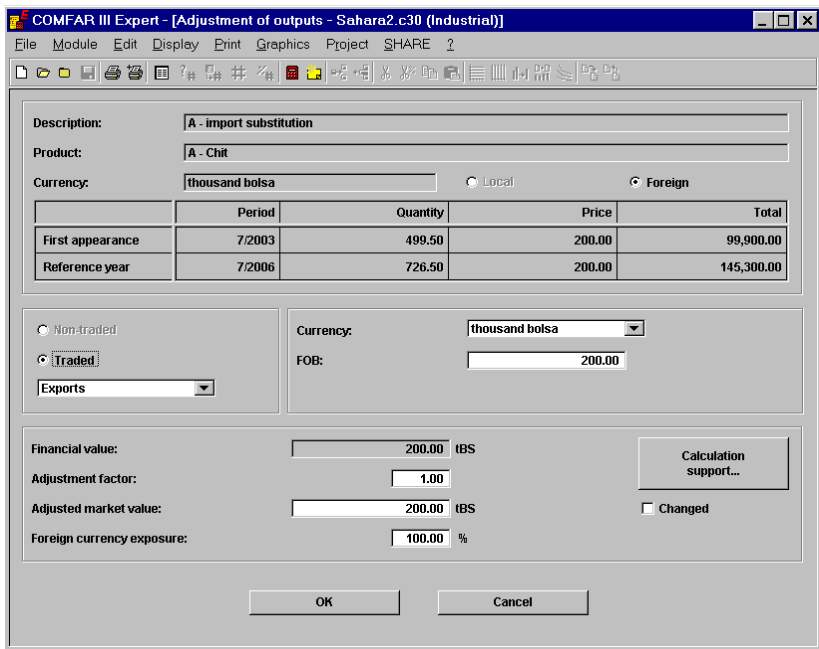 COMFAR III Expert - [Adjustment of outputs - Sahara2.c30 (Industrial)]
File Module Edit Display Print Graphics Project SHARE ?
Description: A - import substitution
Product: A - Chit
Currency: thousand bolsa Local Foreign
Period Quantity Price Total
First appearance 7/2003 499.50 200.00 99,900.00
Reference year 7/2006 726.50 200.00 145,300.00
Non-traded
Traded
Exports
Currency: thousand bolsa
FOB: 200.00
Financial value: 200.00 tBS
Adjustment factor: 1.00
Adjusted market value: 200.00 tBS
Foreign currency exposure: 100.00 %
Calculation
support...
Changed
OK Cancel